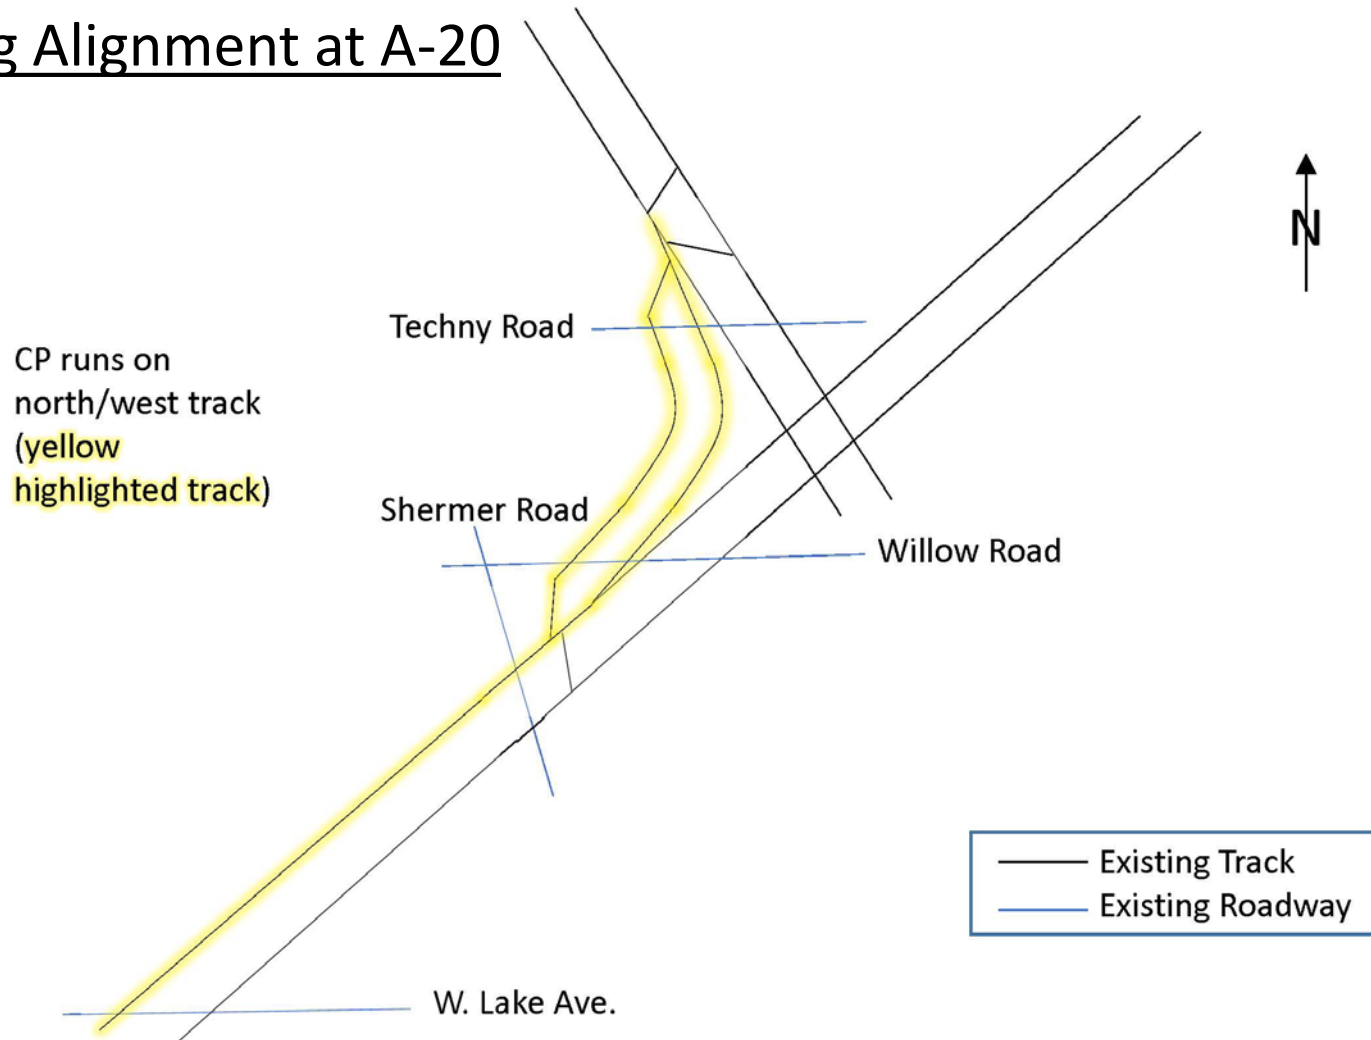 g Alignment at A-20
N
Techny Road
CP runs on
north/west track
(yellow
highlighted track)
Shermer Road
Willow Road
Existing Track
Existing Roadway
W. Lake Ave.